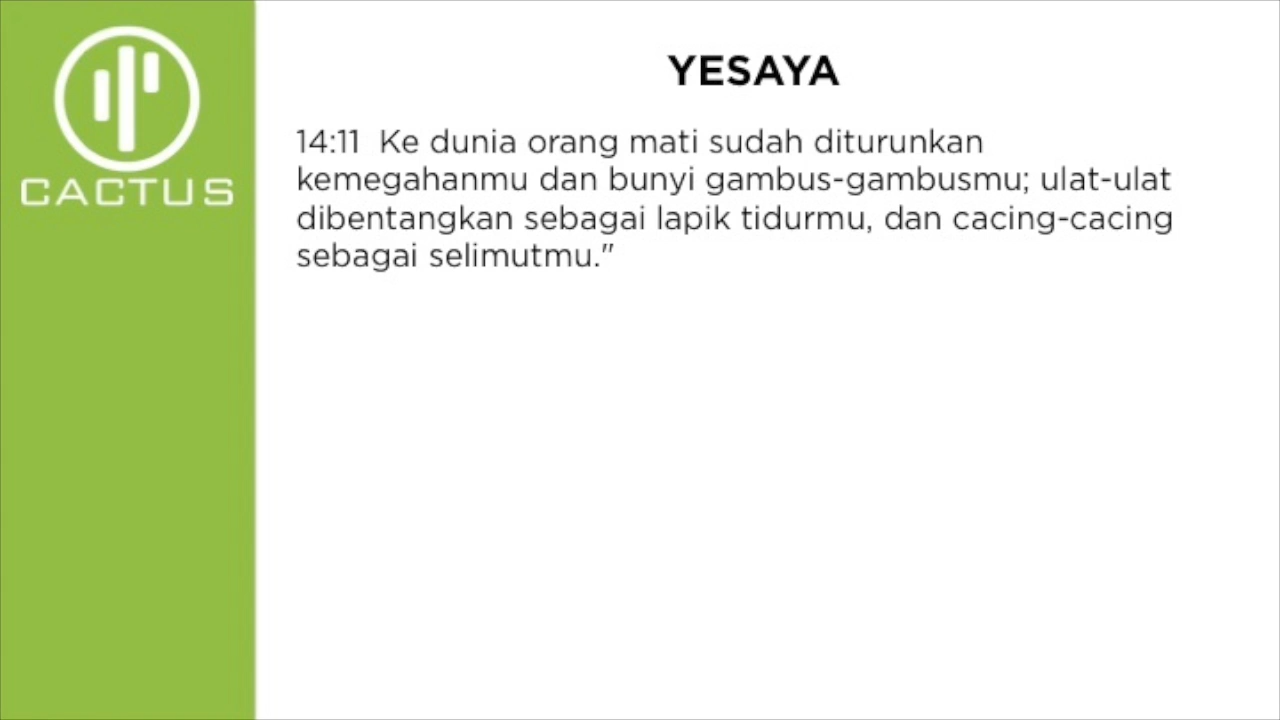 CACTUS
YESAYA
14:11  Ke dunia orang mati sudah diturunkan
kemegahanmu dan bunyi gambus-gambusmu; ulat-ulat
dibentangkan sebagai lapik tidurmu, dan cacing-cacing
sebagai selimutmu."